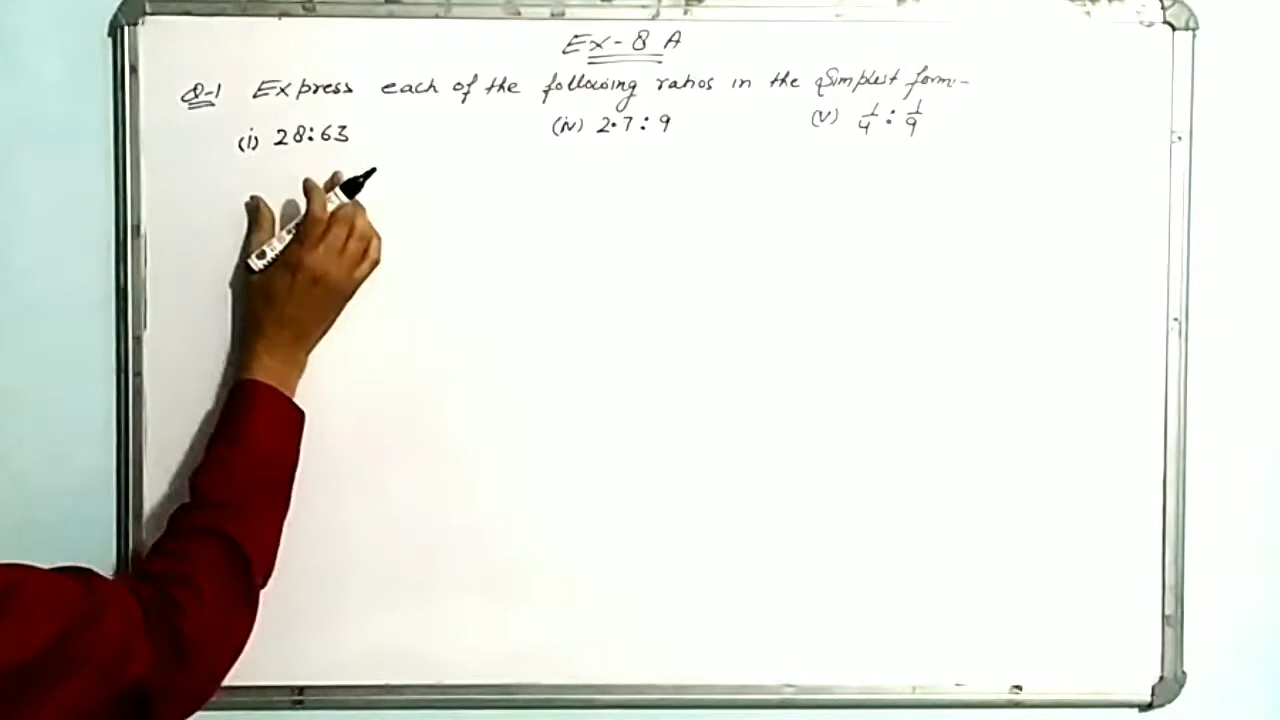 Ex-8 A
Q-1 Express each of the following ratios in the Simplest form-
(i) 28:63 (iv) 2.7 : 9 (v) 1/4 : 1/9